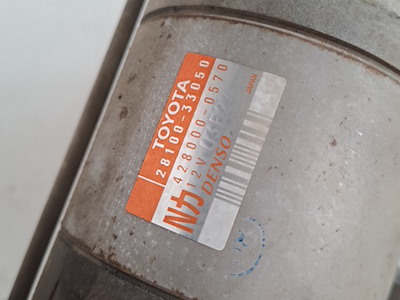 TOYOTA
28100-33050
428000-0570
12V
DENSO
JAPAN